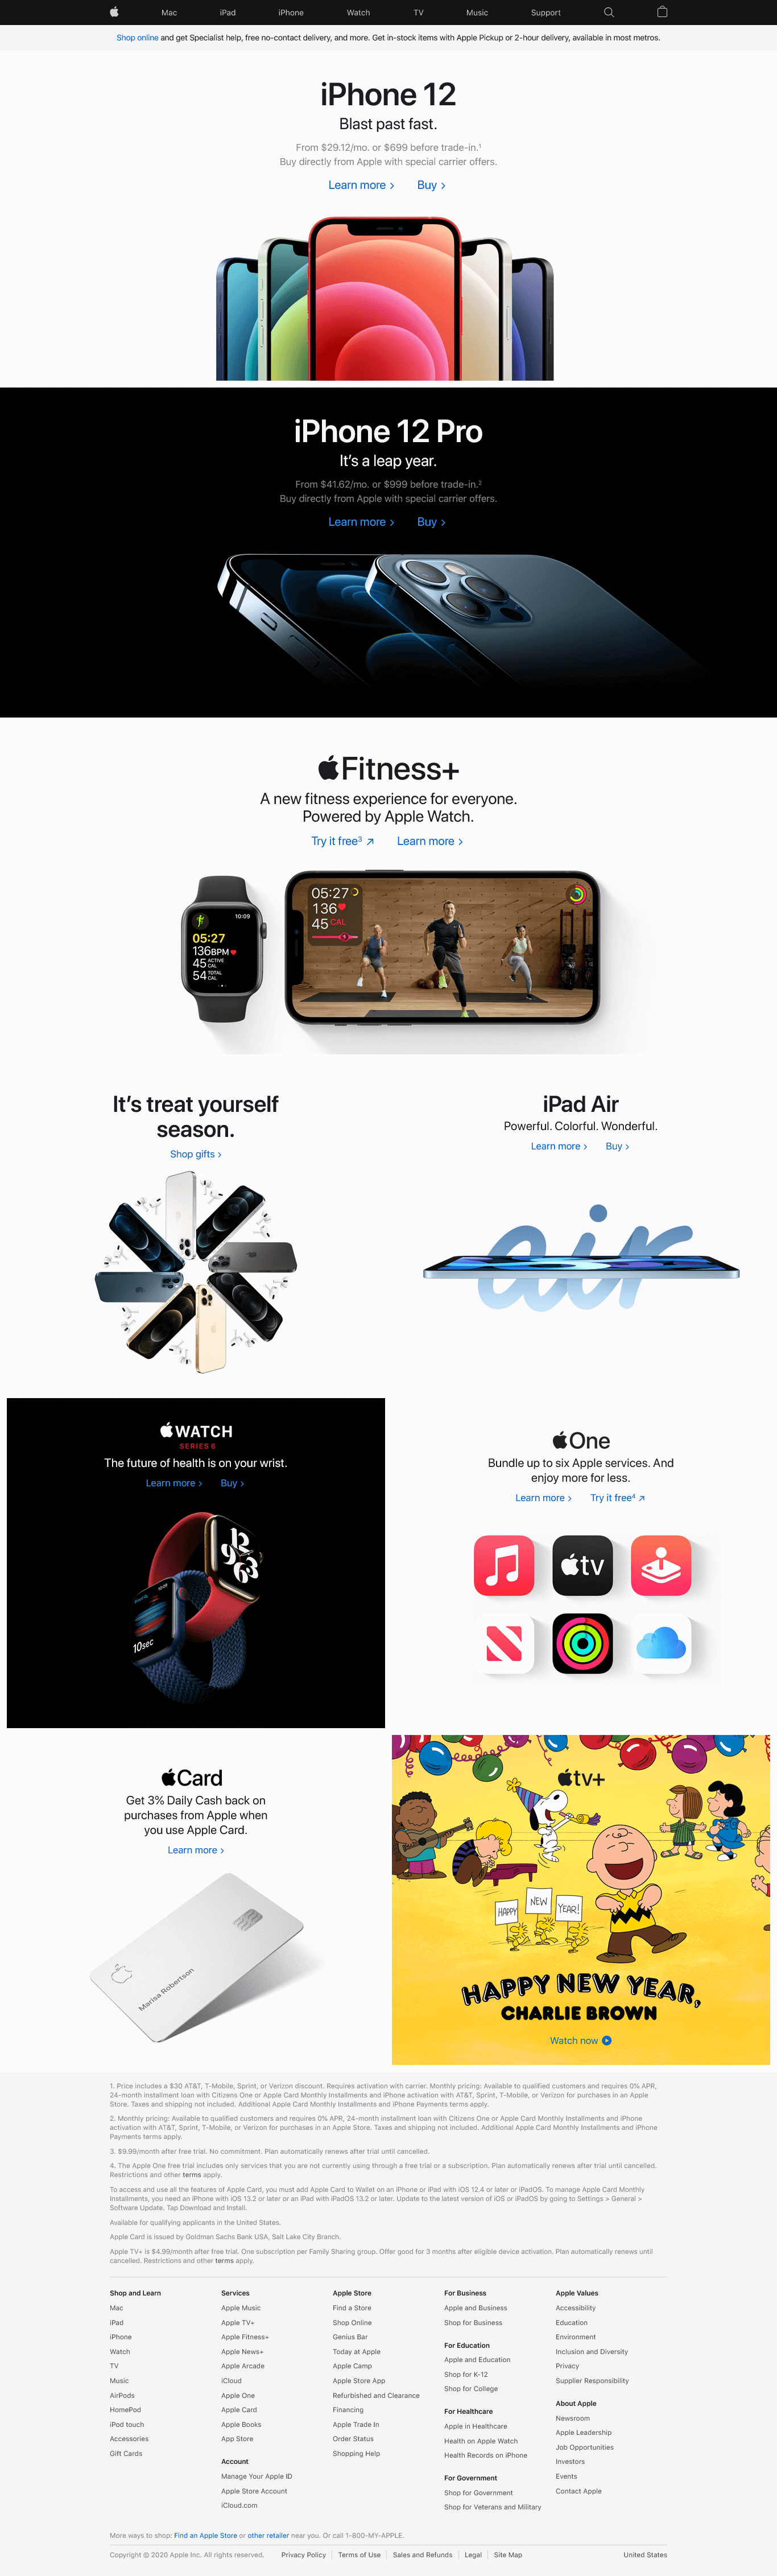 Mac iPad iPhone Watch TV Music Support
Shop online and get Specialist help, free no-contact delivery, and more. Get in-stock items with Apple Pickup or 2-hour delivery, available in most metros.
iPhone 12
Blast past fast.
From $29.12/mo. or $699 before trade-in.¹
Buy directly from Apple with special carrier offers.
Learn more > Buy >
iPhone 12 Pro
It's a leap year.
From $41.62/mo. or $999 before trade-in.²
Buy directly from Apple with special carrier offers.
Learn more > Buy >
Fitness+
A new fitness experience for everyone.
Powered by Apple Watch.
Try it free³ ↗ Learn more >
10:09
05:27
136BPM
45 ACTIVE CAL
54 TOTAL CAL
05:27
136
45 CAL
It's treat yourself
season.
Shop gifts >
iPad Air
Powerful. Colorful. Wonderful.
Learn more > Buy >
air
WATCH
SERIES 6
The future of health is on your wrist.
Learn more > Buy >
10sec
One
Bundle up to six Apple services. And
enjoy more for less.
Learn more > Try it free⁴ ↗
tv
Card
Get 3% Daily Cash back on
purchases from Apple when
you use Apple Card.
Learn more >
Marisa Robertson
tv+
HAPPY NEW YEAR!
HAPPY NEW YEAR,
CHARLIE BROWN
Watch now
1. Price includes a $30 AT&T, T-Mobile, Sprint, or Verizon discount. Requires activation with carrier. Monthly pricing: Available to qualified customers and requires 0% APR,
24-month installment loan with Citizens One or Apple Card Monthly Installments and iPhone activation with AT&T, Sprint, T-Mobile, or Verizon for purchases in an Apple
Store. Taxes and shipping not included. Additional Apple Card Monthly Installments and iPhone Payments terms apply.
2. Monthly pricing: Available to qualified customers and requires 0% APR, 24-month installment loan with Citizens One or Apple Card Monthly Installments and iPhone
activation with AT&T, Sprint, T-Mobile, or Verizon for purchases in an Apple Store. Taxes and shipping not included. Additional Apple Card Monthly Installments and iPhone
Payments terms apply.
3. $9.99/month after free trial. No commitment. Plan automatically renews after trial until cancelled.
4. The Apple One free trial includes only services that you are not currently using through a free trial or a subscription. Plan automatically renews after trial until cancelled.
Restrictions and other terms apply.
To access and use all the features of Apple Card, you must add Apple Card to Wallet on an iPhone or iPad with iOS 12.4 or later or iPadOS. To manage Apple Card Monthly
Installments, you need an iPhone with iOS 13.2 or later or an iPad with iPadOS 13.2 or later. Update to the latest version of iOS or iPadOS by going to Settings > General >
Software Update. Tap Download and Install.
Available for qualifying applicants in the United States.
Apple Card is issued by Goldman Sachs Bank USA, Salt Lake City Branch.
Apple TV+ is $4.99/month after free trial. One subscription per Family Sharing group. Offer good for 3 months after eligible device activation. Plan automatically renews until
cancelled. Restrictions and other terms apply.
Shop and Learn
Mac
iPad
iPhone
Watch
TV
Music
AirPods
HomePod
iPod touch
Accessories
Gift Cards
Services
Apple Music
Apple TV+
Apple Fitness+
Apple News+
Apple Arcade
iCloud
Apple One
Apple Card
Apple Books
App Store
Account
Manage Your Apple ID
Apple Store Account
iCloud.com
Apple Store
Find a Store
Shop Online
Genius Bar
Today at Apple
Apple Camp
Apple Store App
Refurbished and Clearance
Financing
Apple Trade In
Order Status
Shopping Help
For Business
Apple and Business
Shop for Business
For Education
Apple and Education
Shop for K-12
Shop for College
For Healthcare
Apple in Healthcare
Health on Apple Watch
Health Records on iPhone
For Government
Shop for Government
Shop for Veterans and Military
Apple Values
Accessibility
Education
Environment
Inclusion and Diversity
Privacy
Supplier Responsibility
About Apple
Newsroom
Apple Leadership
Job Opportunities
Investors
Events
Contact Apple
More ways to shop: Find an Apple Store or other retailer near you. Or call 1-800-MY-APPLE.
Copyright © 2020 Apple Inc. All rights reserved. Privacy Policy Terms of Use Sales and Refunds Legal Site Map United States